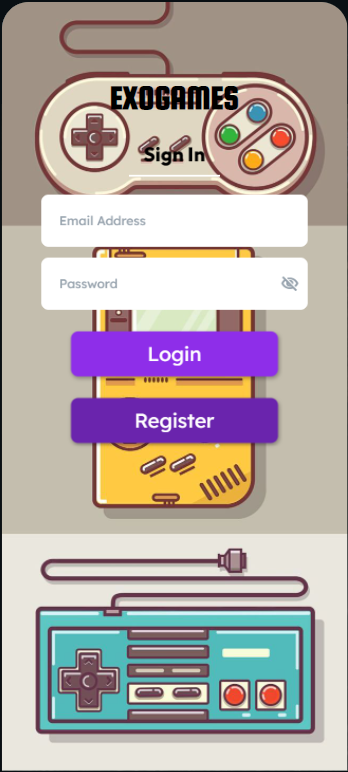 EXOGAMES
Sign In
Email Address
Password
Login
Register